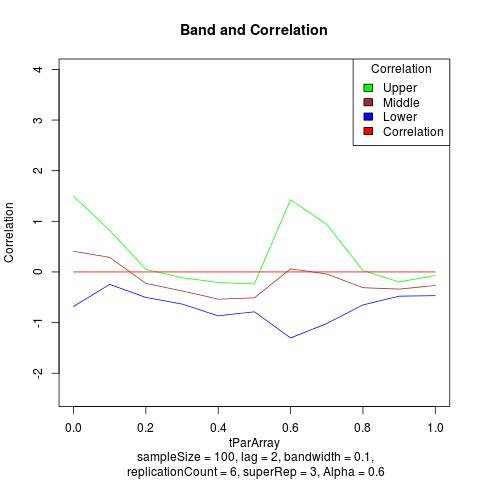 Band and Correlation
Correlation
Upper
Middle
Lower
Correlation
Correlation
4
3
2
1
0
-1
-2
0.0 0.2 0.4 0.6 0.8 1.0
tParArray
sampleSize = 100, lag = 2, bandwidth = 0.1,
replicationCount = 6, superRep = 3, Alpha = 0.6